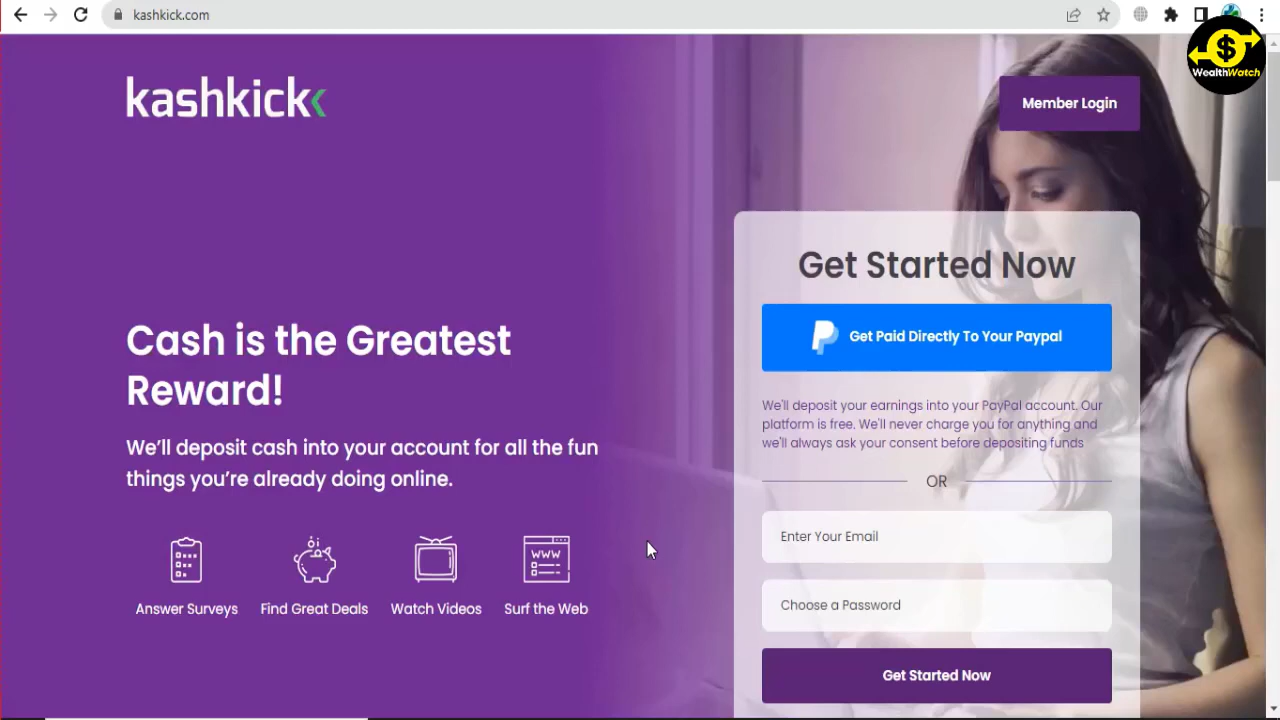 kashkick.com
WealthWatch
kashkick
Member Login
Get Started Now
Get Paid Directly To Your Paypal
We'll deposit your earnings into your PayPal account. Our
platform is free. We'll never charge you for anything and
we'll always ask your consent before depositing funds
OR
Enter Your Email
Choose a Password
Get Started Now
Cash is the Greatest
Reward!
We'll deposit cash into your account for all the fun
things you're already doing online.
WWW
Answer Surveys
Find Great Deals
Watch Videos
Surf the Web